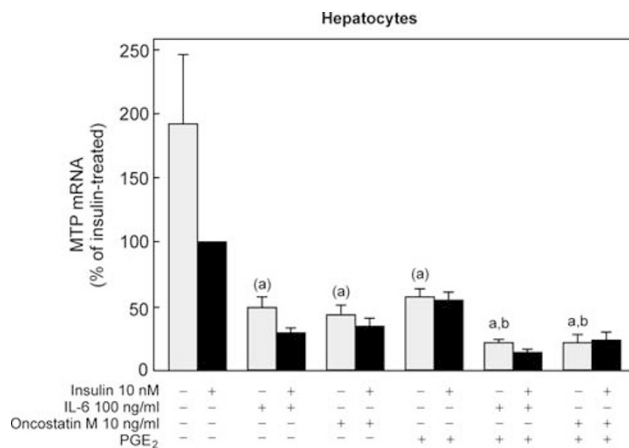 Hepatocytes
MTP mRNA
(% of insulin-treated)
250
200
150
100
50
0
(a)
(a)
(a)
a,b
a,b
Insulin 10 nM – + – + – + – + – + – +
IL-6 100 ng/ml – – + + – – – – + + – –
Oncostatin M 10 ng/ml – – – – + + – – – – + +
PGE₂ – – – – – – + + + + + +